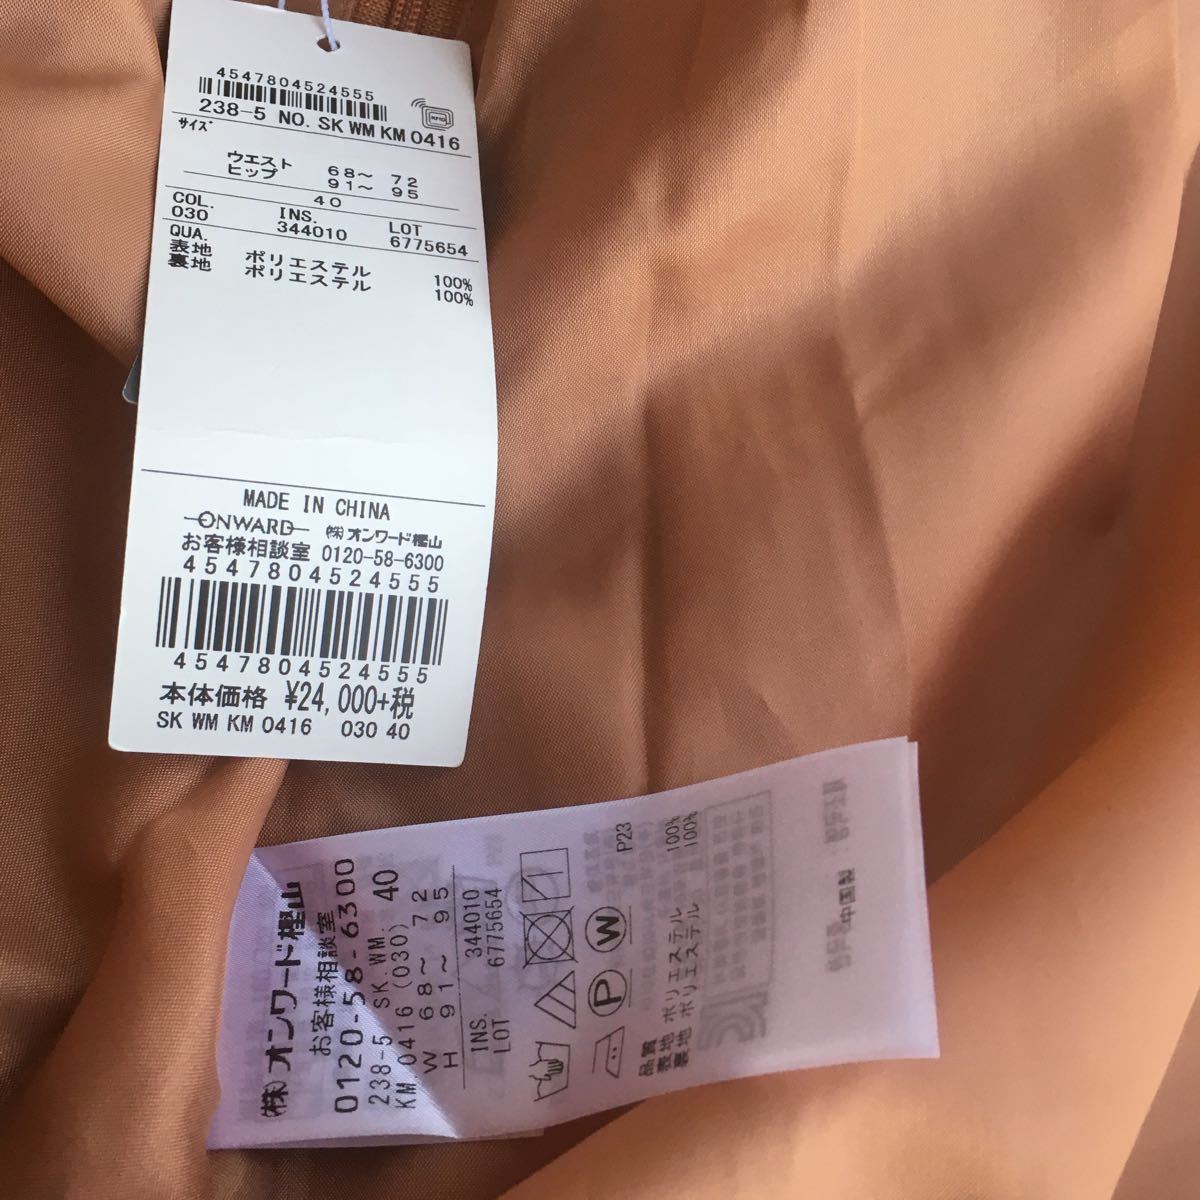 4547804524555
238-5 NO. SK WM KM 0416
RFID
サイズ
ウエスト 68～ 72
ヒップ 91～ 95
40
COL. INS. LOT
030 344010 6775654
QUA.
表地 ポリエステル 100%
裏地 ポリエステル 100%
MADE IN CHINA
ONWARD ㈱オンワード樫山
お客様相談室 0120-58-6300
4547804524555
4547804524555
本体価格 ¥24,000+税
SK WM KM 0416 030 40
㈱オンワード樫山
お客様相談室
0120-58-6300
238-5 SK.WM. 40
KM.0416 (030)
W 68～ 72
H 91～ 95
INS. 344010
LOT 6775654
P W
P23
品質
表地 ポリエステル 100%
裏地 ポリエステル 100%
中国製